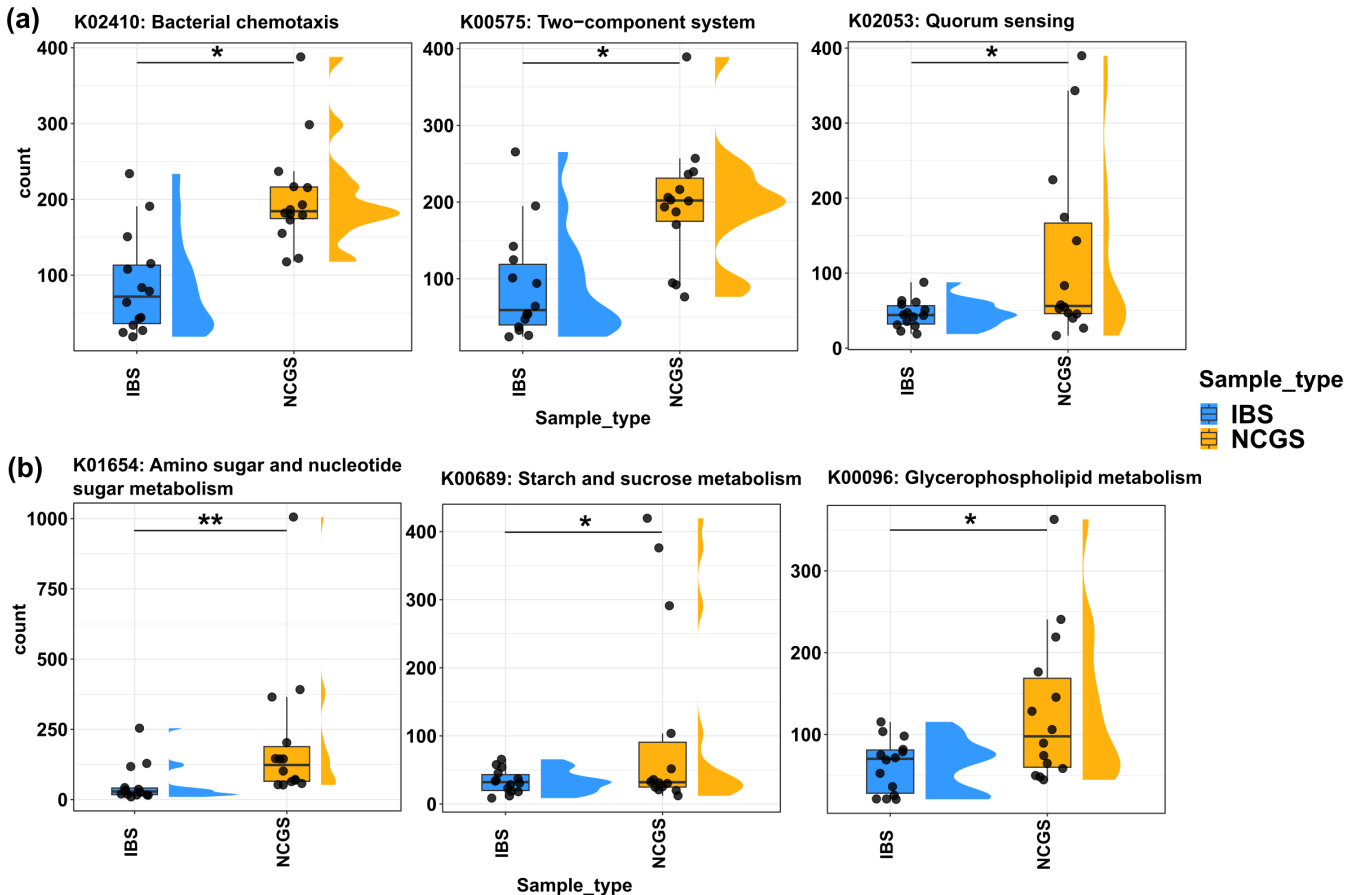 (a)
K02410: Bacterial chemotaxis
K00575: Two−component system
K02053: Quorum sensing
count
400
300
200
100
*
IBS
NCGS
400
300
200
100
0
*
IBS
NCGS
400
300
200
100
0
*
IBS
NCGS
Sample_type
Sample_type
IBS
NCGS
(b)
K01654: Amino sugar and nucleotide
sugar metabolism
K00689: Starch and sucrose metabolism
K00096: Glycerophospholipid metabolism
count
1000
750
500
250
0
**
IBS
NCGS
400
300
200
100
0
*
IBS
NCGS
300
200
100
0
*
IBS
NCGS
Sample_type